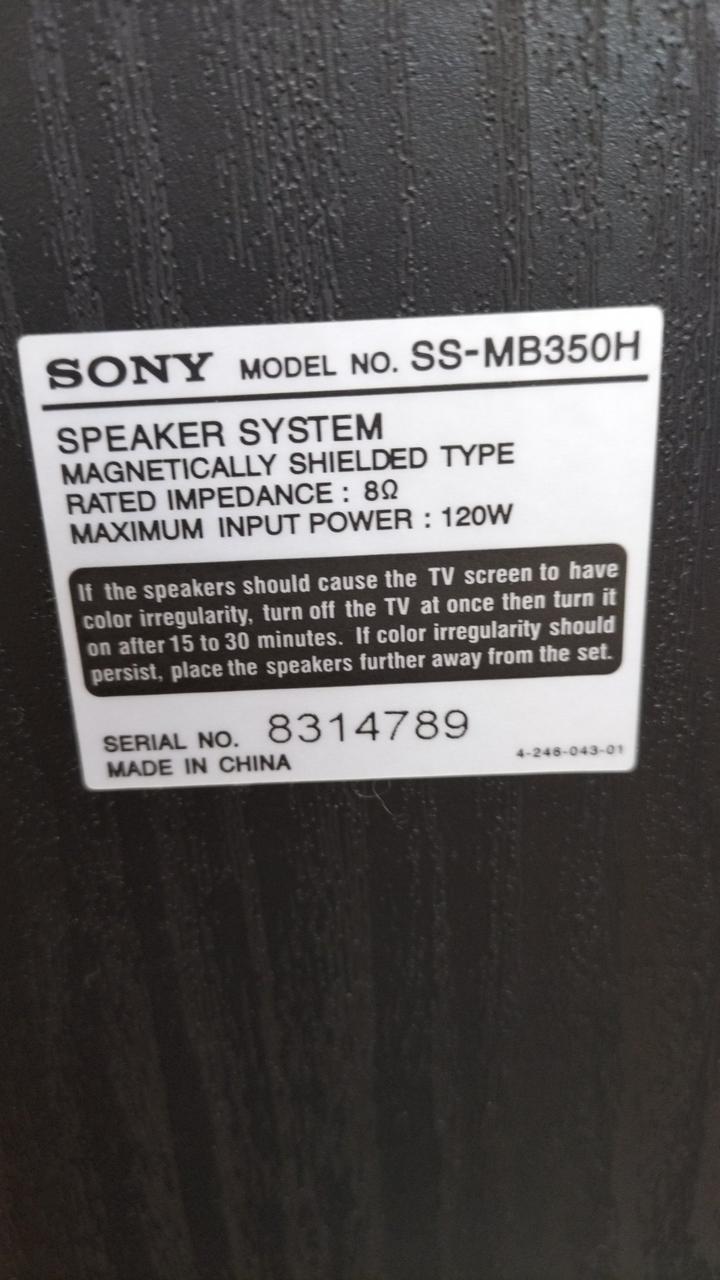 SONY MODEL NO. SS-MB350H
SPEAKER SYSTEM
MAGNETICALLY SHIELDED TYPE
RATED IMPEDANCE : 8Ω
MAXIMUM INPUT POWER : 120W
If the speakers should cause the TV screen to have
color irregularity, turn off the TV at once then turn it
on after 15 to 30 minutes. If color irregularity should
persist, place the speakers further away from the set.
SERIAL NO. 8314789
MADE IN CHINA
4-246-043-01